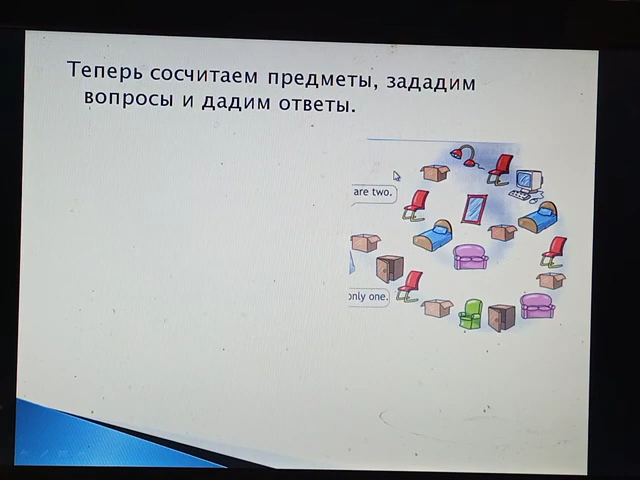 Теперь сосчитаем предметы, зададим
вопросы и дадим ответы.
are two.
only one.